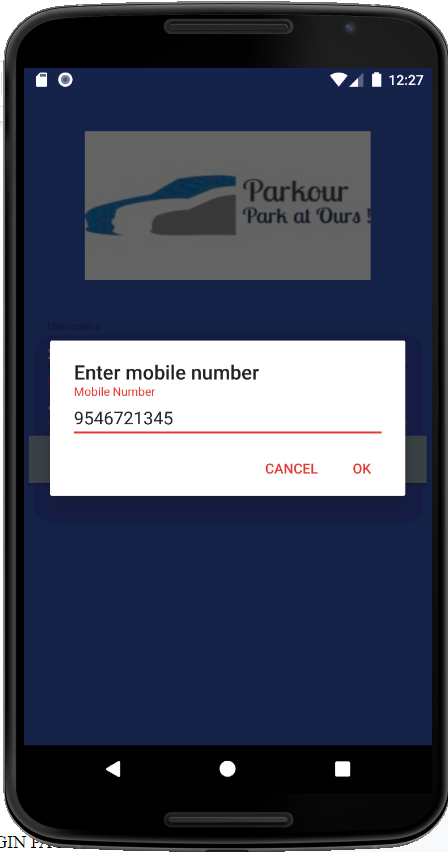 12:27
Parkour
Park at Ours !
Username
Enter mobile number
Mobile Number
9546721345
CANCEL OK